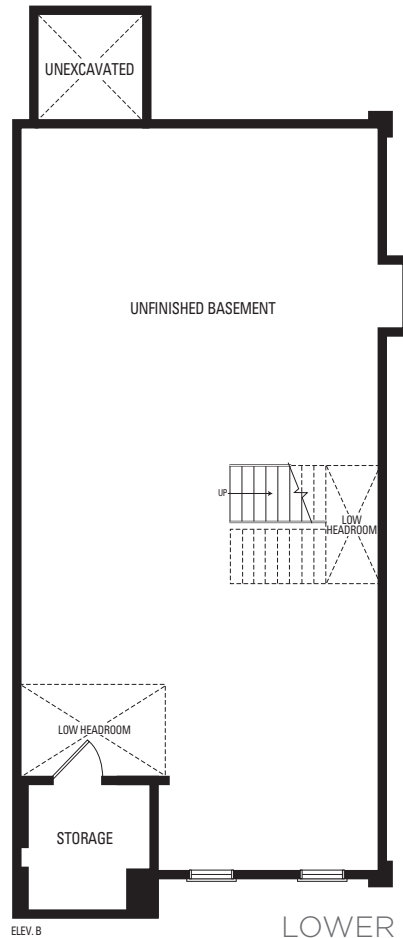 UNEXCAVATED
UNFINISHED BASEMENT
UP
LOW
HEADROOM
LOW HEADROOM
STORAGE
ELEV. B
LOWER